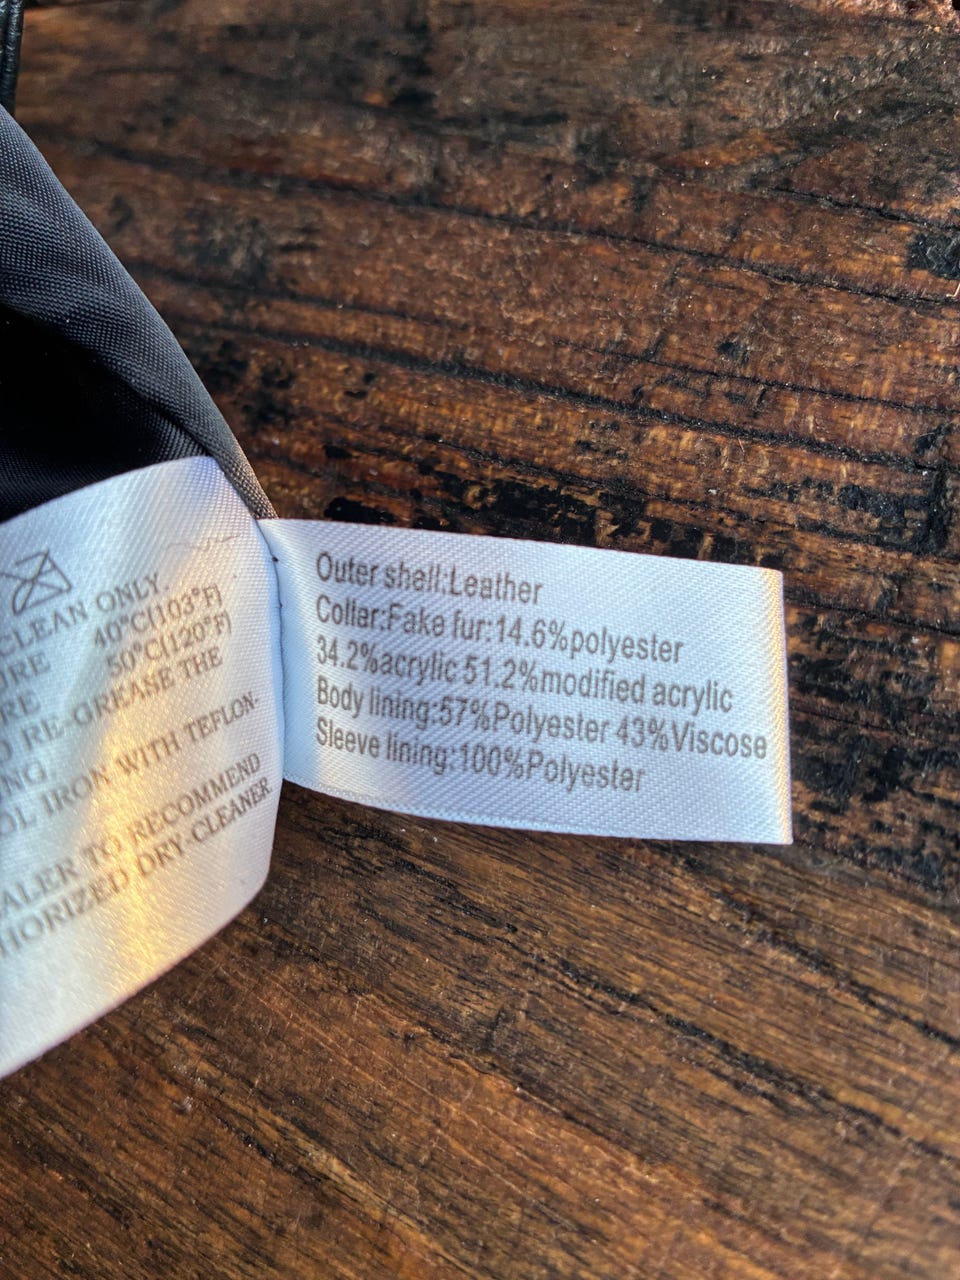 CLEAN ONLY
40°C(103°F)
50°C(120°F)
RE-GREASE THE
IRON WITH TEFLON-
TO RECOMMEND
DRY-CLEANER
Outer shell:Leather
Collar:Fake fur:14.6%polyester
34.2%acrylic 51.2%modified acrylic
Body lining:57%Polyester 43%Viscose
Sleeve lining:100%Polyester